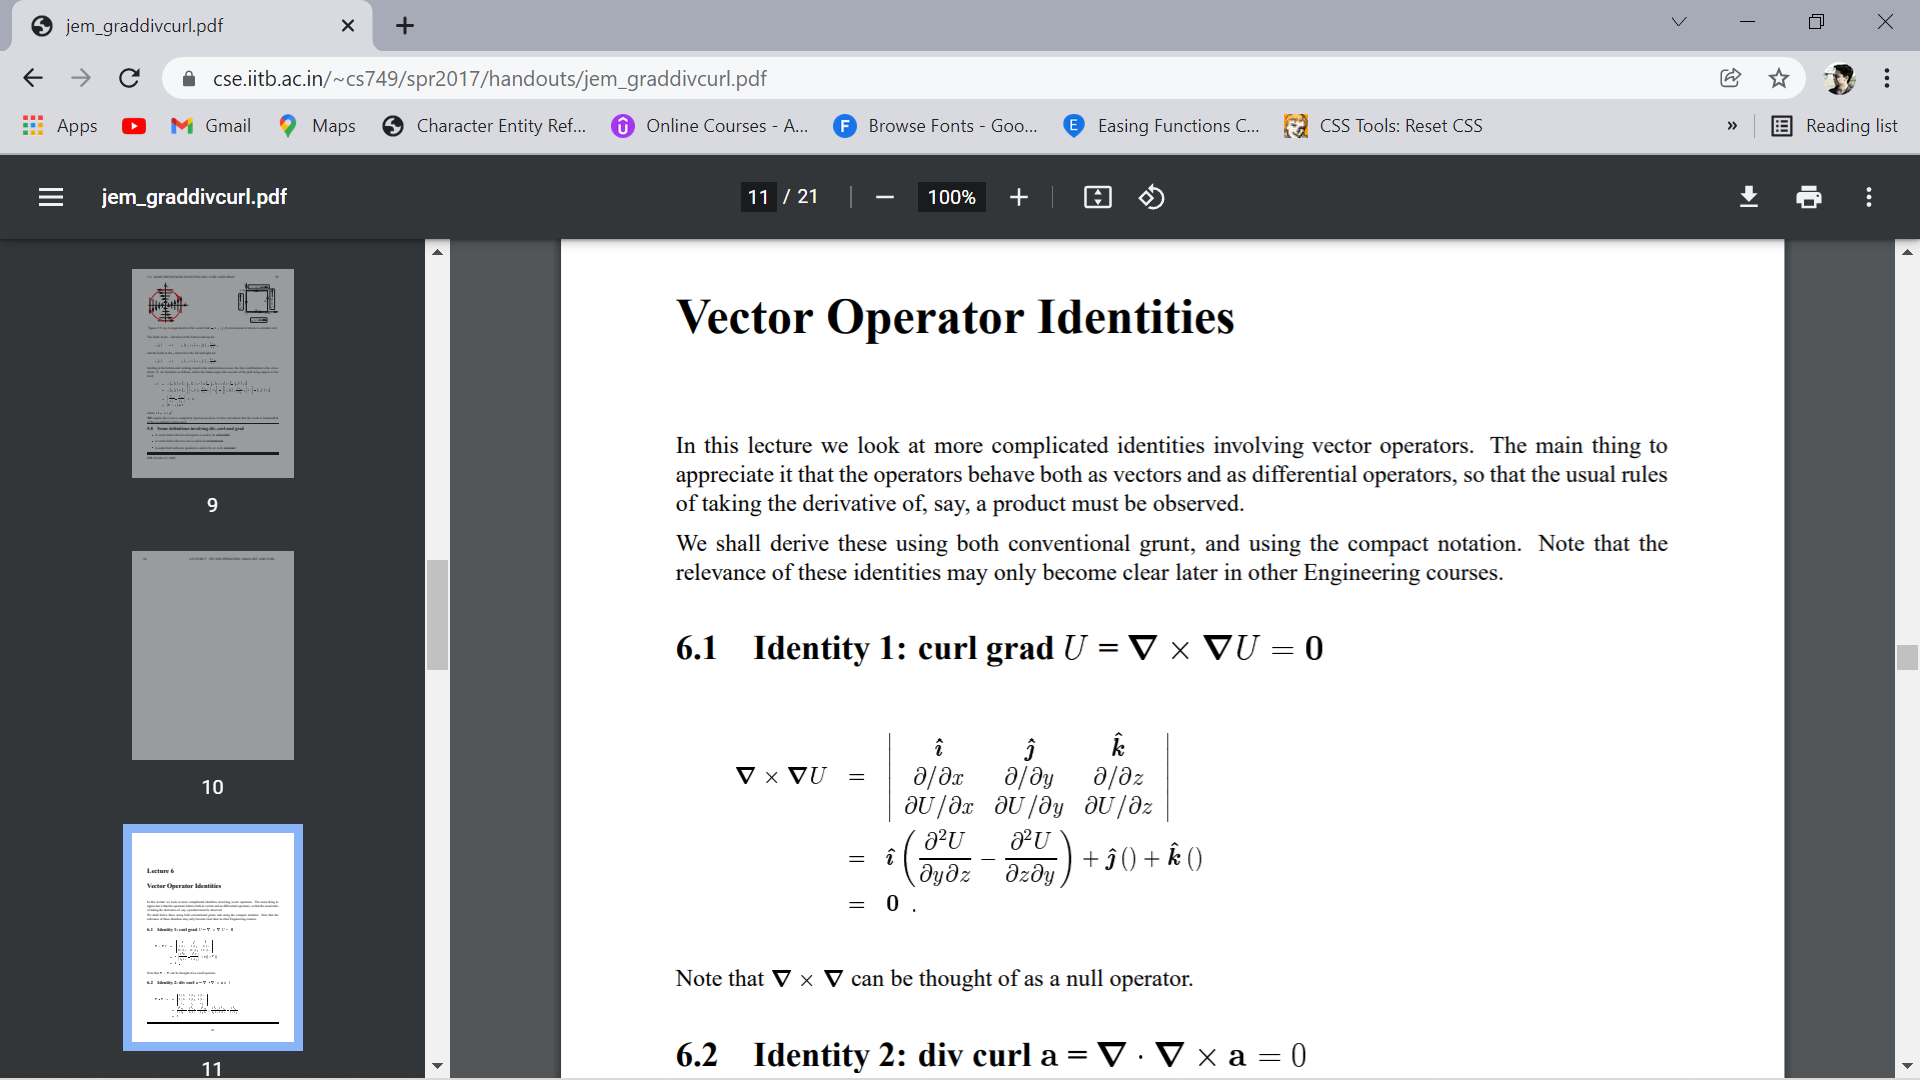 jem_graddivcurl.pdf
cse.iitb.ac.in/~cs749/spr2017/handouts/jem_graddivcurl.pdf
Apps Gmail Maps Character Entity Ref... Online Courses - A... F Browse Fonts - Goo... E Easing Functions C... CSS Tools: Reset CSS » Reading list
jem_graddivcurl.pdf 11 / 21 100%
9
10
Lecture 6
Vector Operator Identities
11
Vector Operator Identities
In this lecture we look at more complicated identities involving vector operators. The main thing to
appreciate it that the operators behave both as vectors and as differential operators, so that the usual rules
of taking the derivative of, say, a product must be observed.
We shall derive these using both conventional grunt, and using the compact notation. Note that the
relevance of these identities may only become clear later in other Engineering courses.
6.1 Identity 1: curl grad U = ∇ × ∇U = 0
î ĵ k̂
∇ × ∇U = ∂/∂x ∂/∂y ∂/∂z
∂U/∂x ∂U/∂y ∂U/∂z
= î (∂²U/∂y∂z − ∂²U/∂z∂y) + ĵ () + k̂ ()
= 0 .
Note that ∇ × ∇ can be thought of as a null operator.
6.2 Identity 2: div curl a = ∇ · ∇ × a = 0